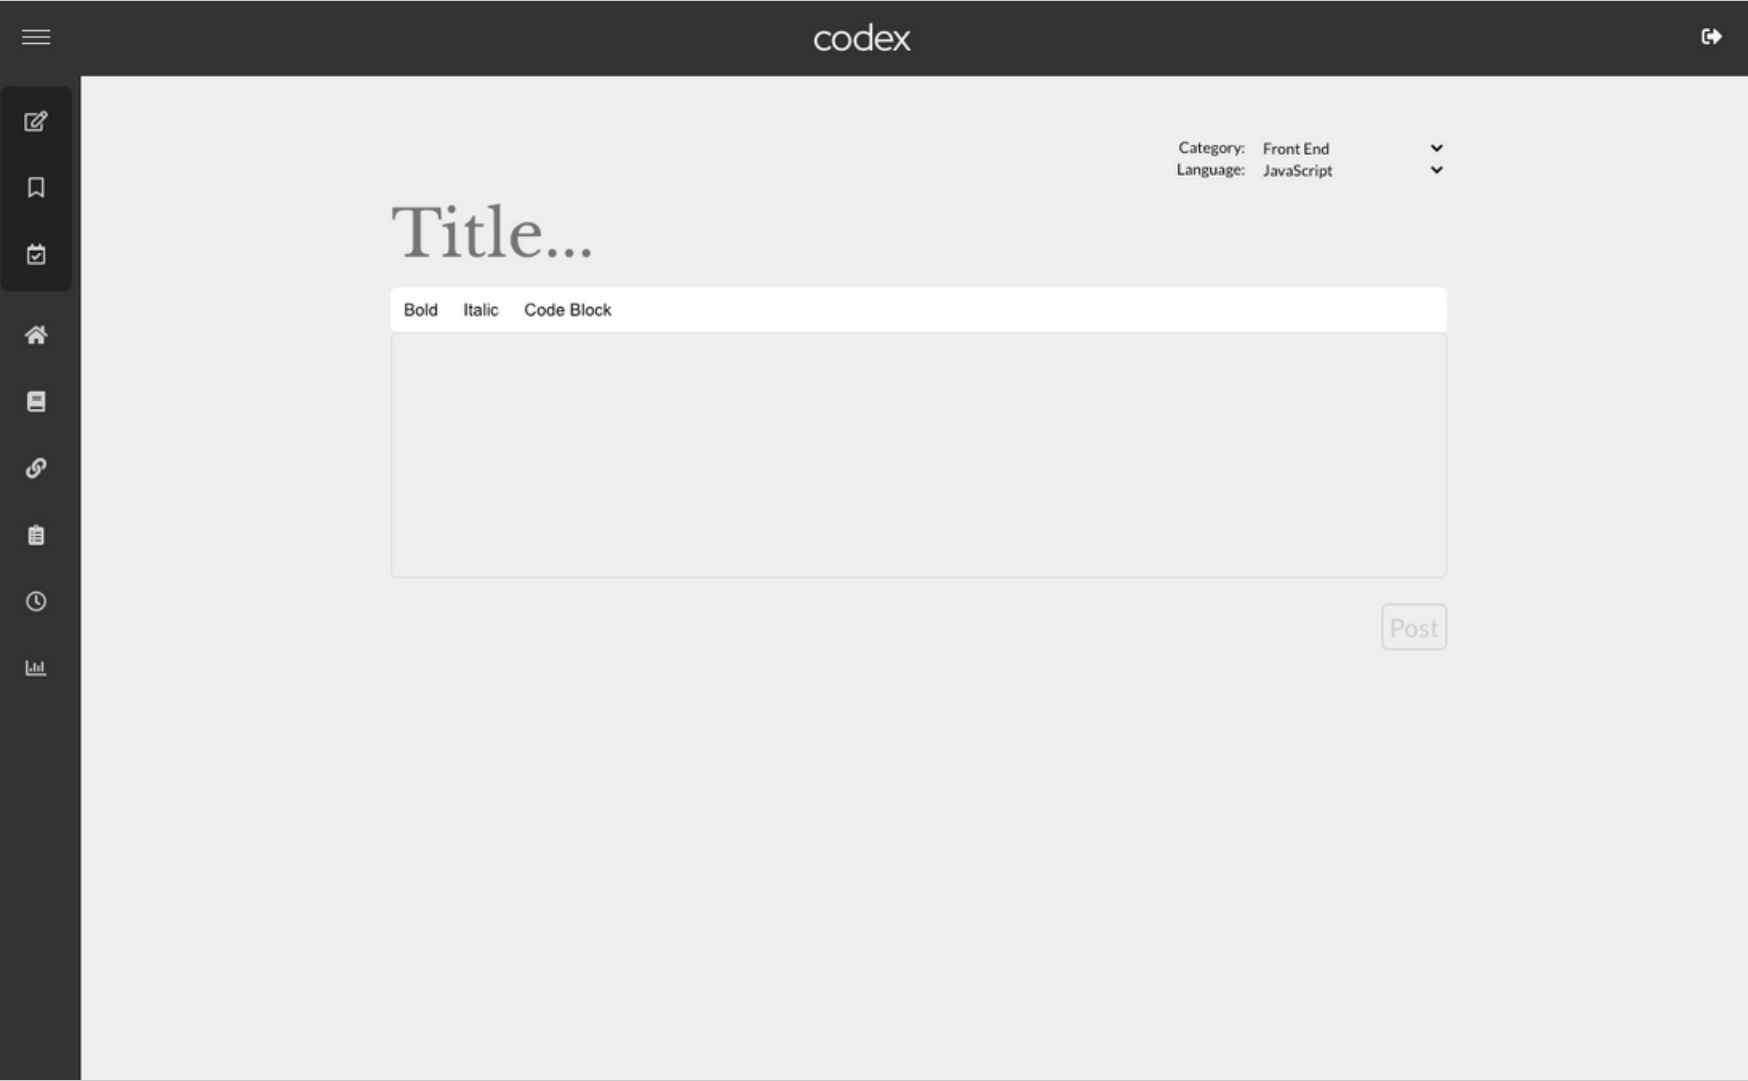 codex
Category: Front End
Language: JavaScript
Title...
Bold Italic Code Block
Post